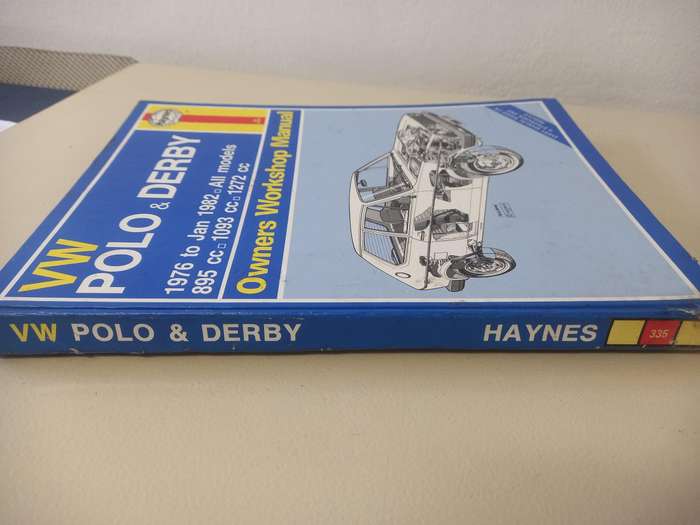 Haynes
VW
POLO & DERBY
1976 to Jan 1982 □ All models
895 cc □ 1093 cc □ 1272 cc
Owners Workshop Manual
VW POLO & DERBY HAYNES 335